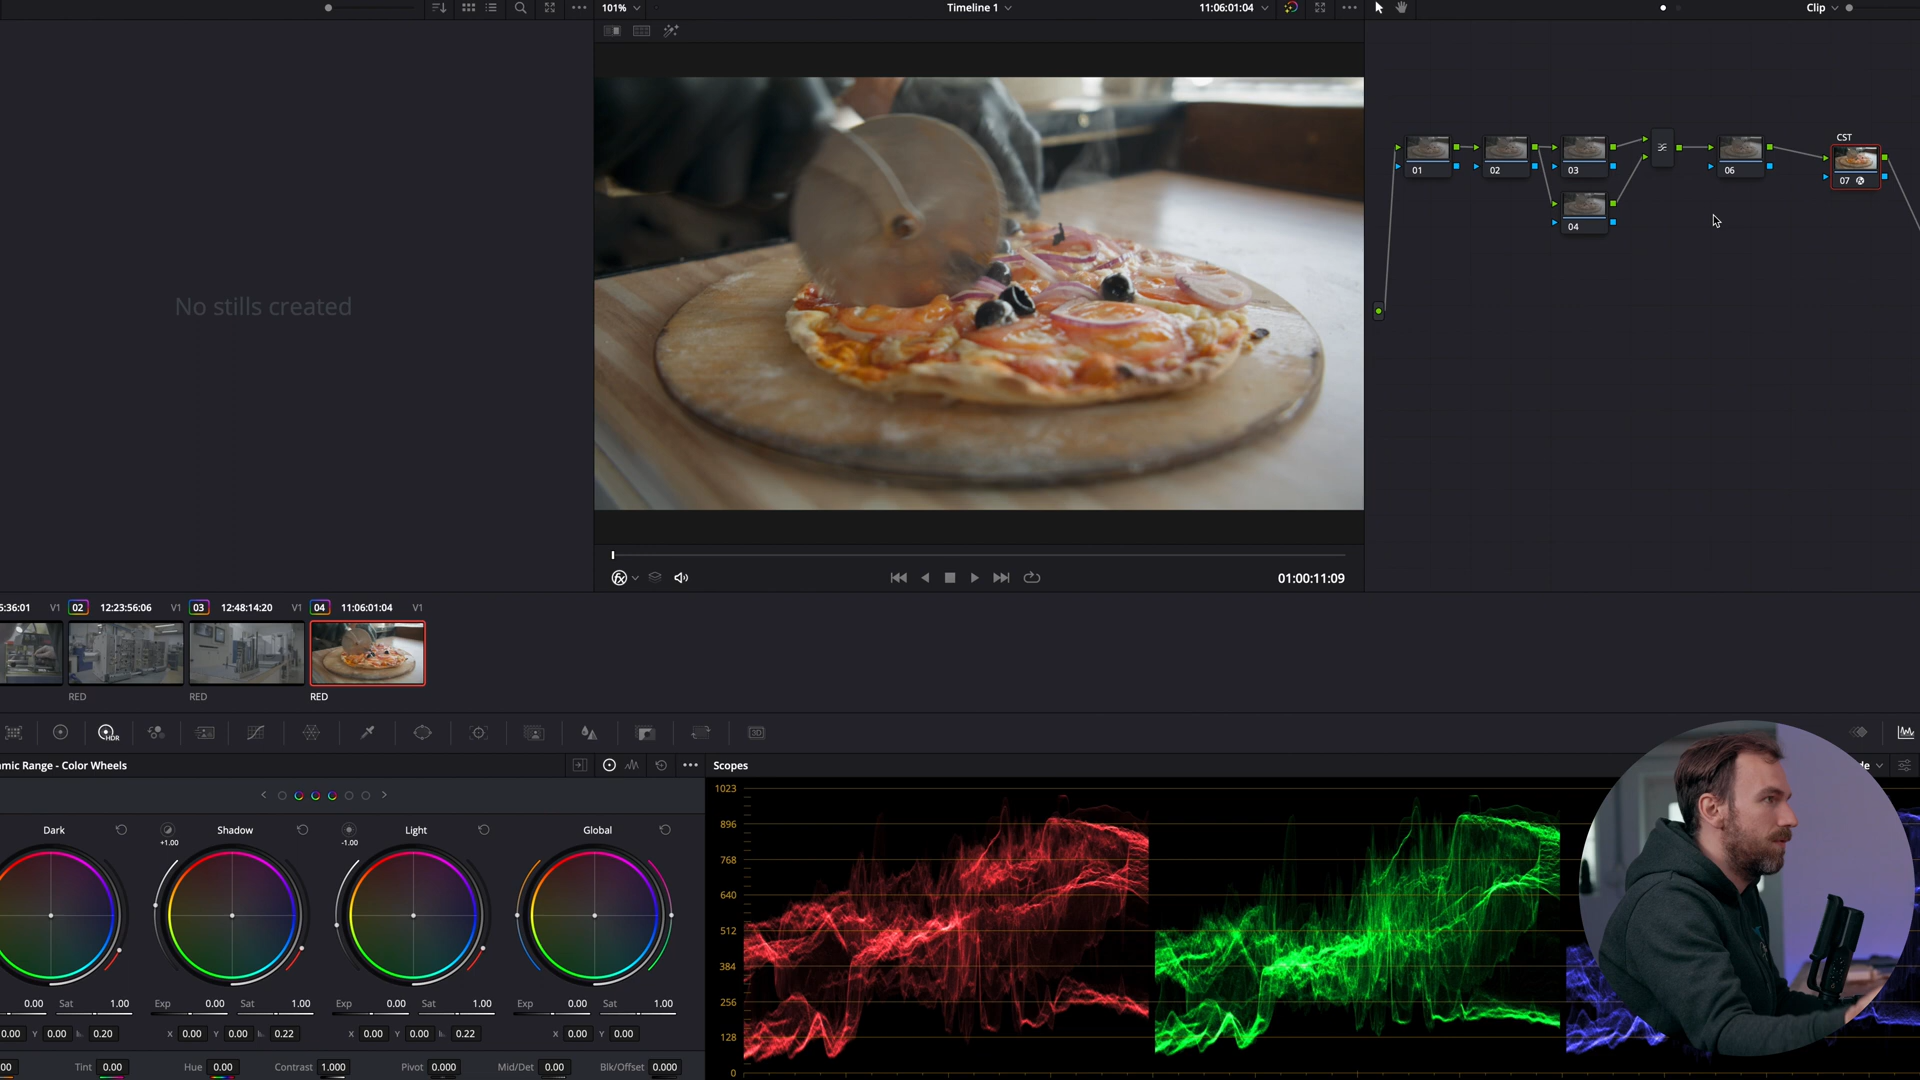 101%
Timeline 1
11:06:01:04
Clip
No stills created
CST
01
02
03
04
06
07
01:00:11:09
5:36:01 V1 02 12:23:56:06 V1 03 12:48:14:20 V1 04 11:06:01:04 V1
RED RED RED
HDR
3D
mic Range - Color Wheels
Scopes
Dark Shadow Light Global
+1.00 -1.00
0.00 Sat 1.00 Exp 0.00 Sat 1.00 Exp 0.00 Sat 1.00 Exp 0.00 Sat 1.00
0.00 Y 0.00 0.20 X 0.00 Y 0.00 0.22 X 0.00 Y 0.00 0.22 X 0.00 Y 0.00
00 Tint 0.00 Hue 0.00 Contrast 1.000 Pivot 0.000 Mid/Det 0.00 Blk/Offset 0.000
1023
896
768
640
512
384
256
128
0